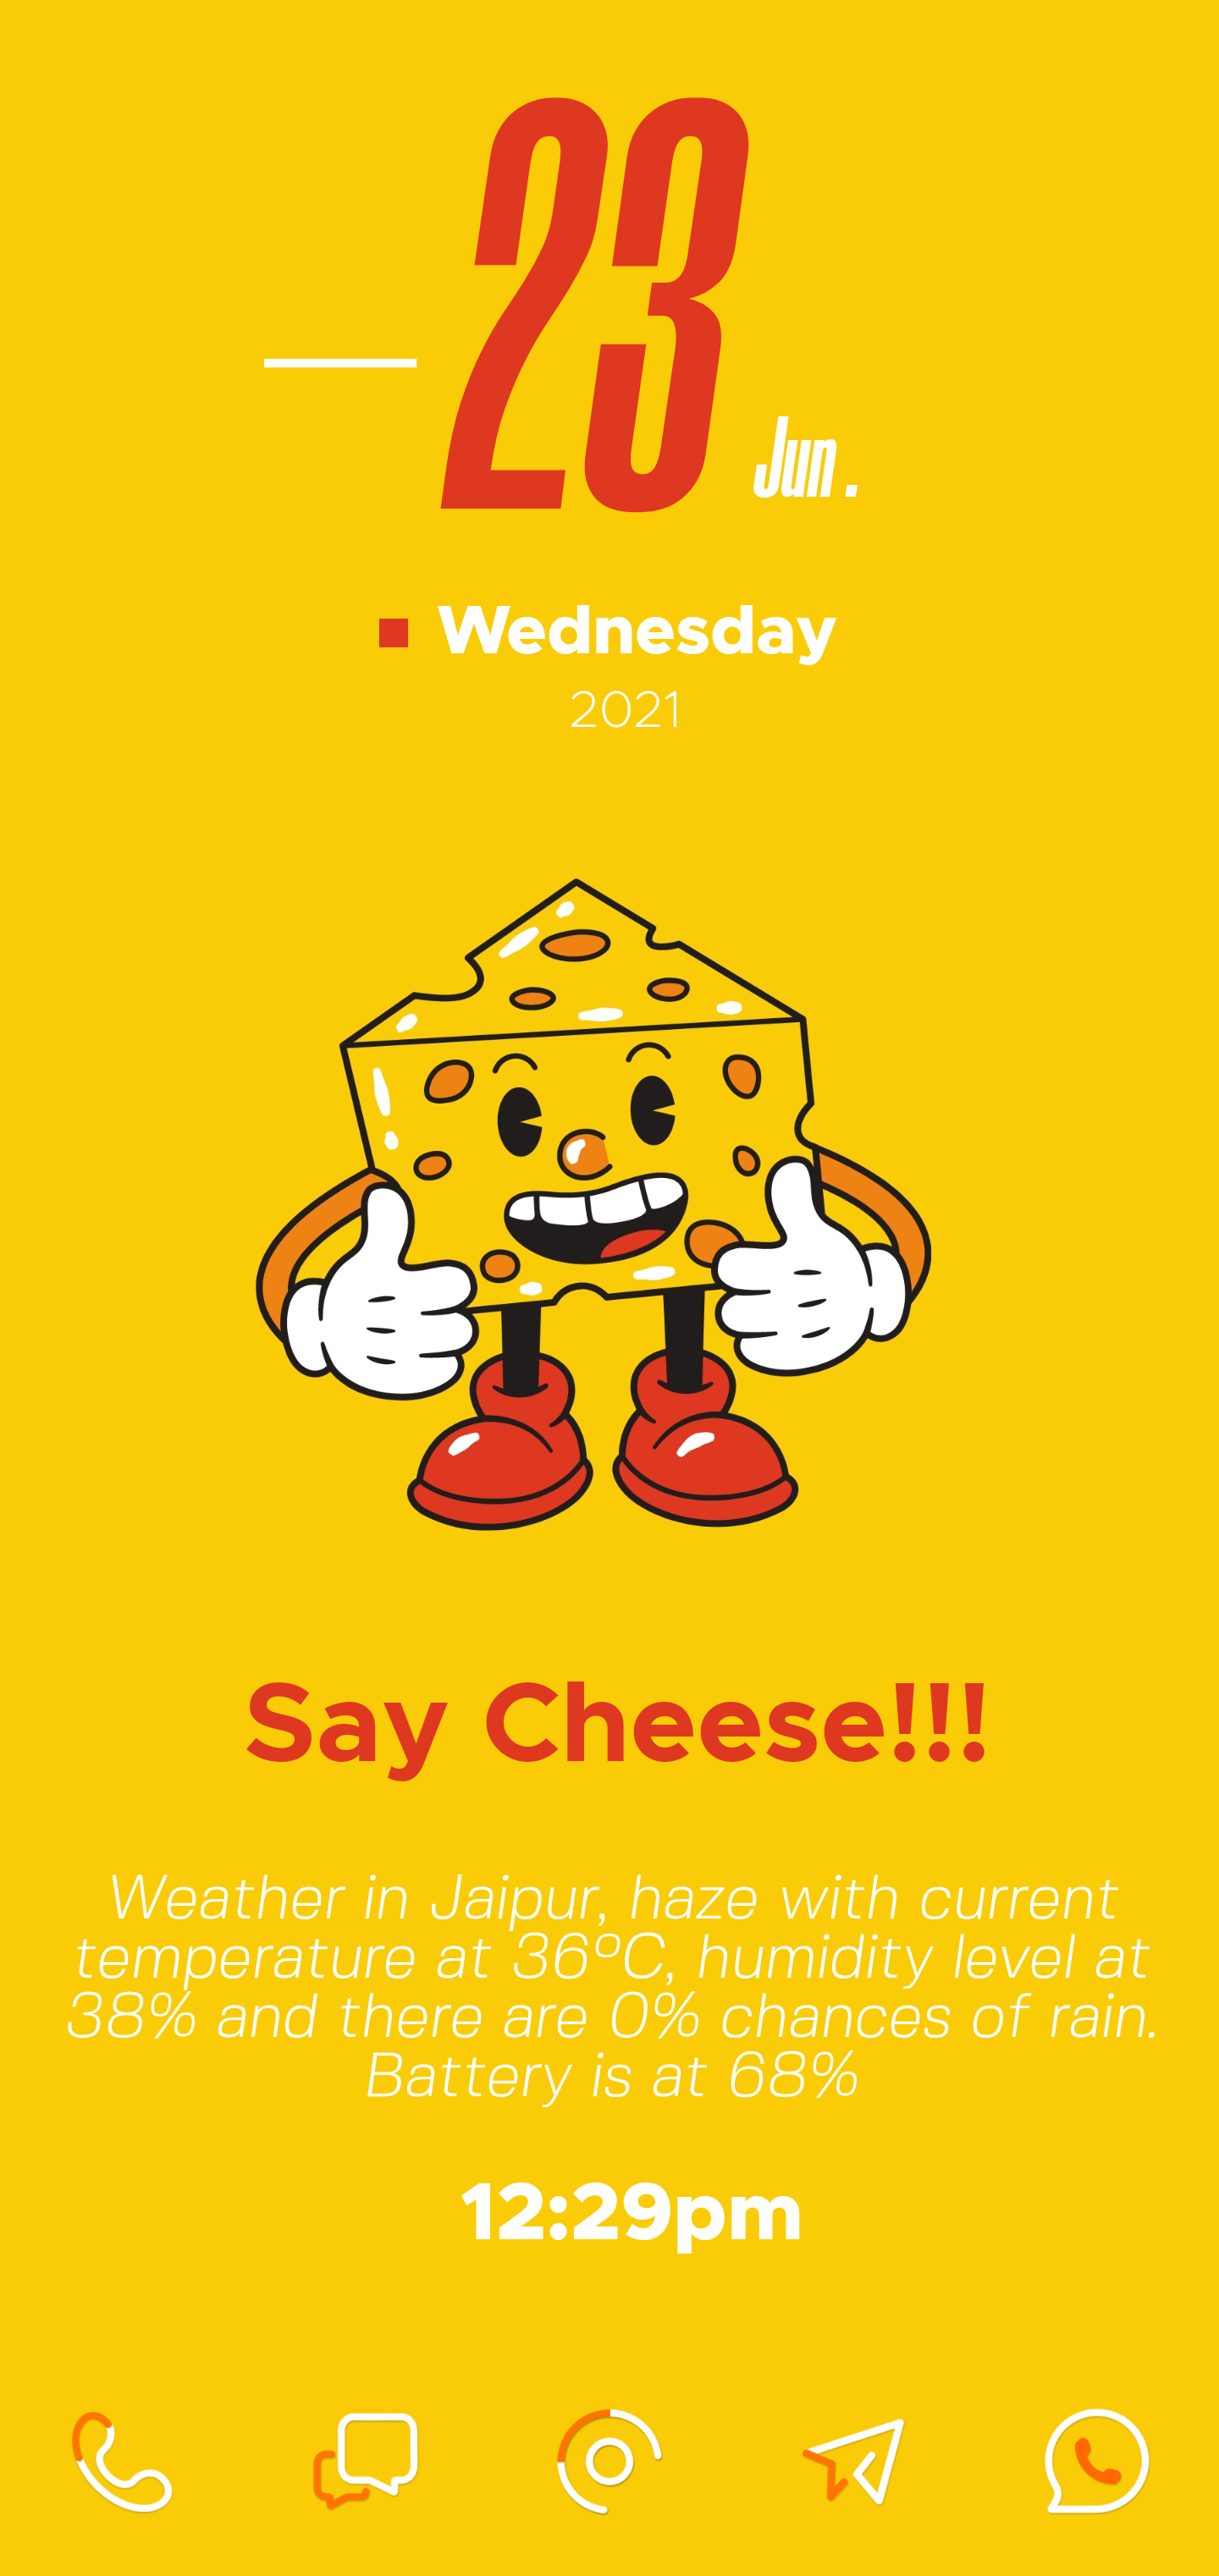 23
Jun.
Wednesday
2021
Say Cheese!!!
Weather in Jaipur, haze with current
temperature at 36ºC, humidity level at
38% and there are 0% chances of rain.
Battery is at 68%
12:29pm